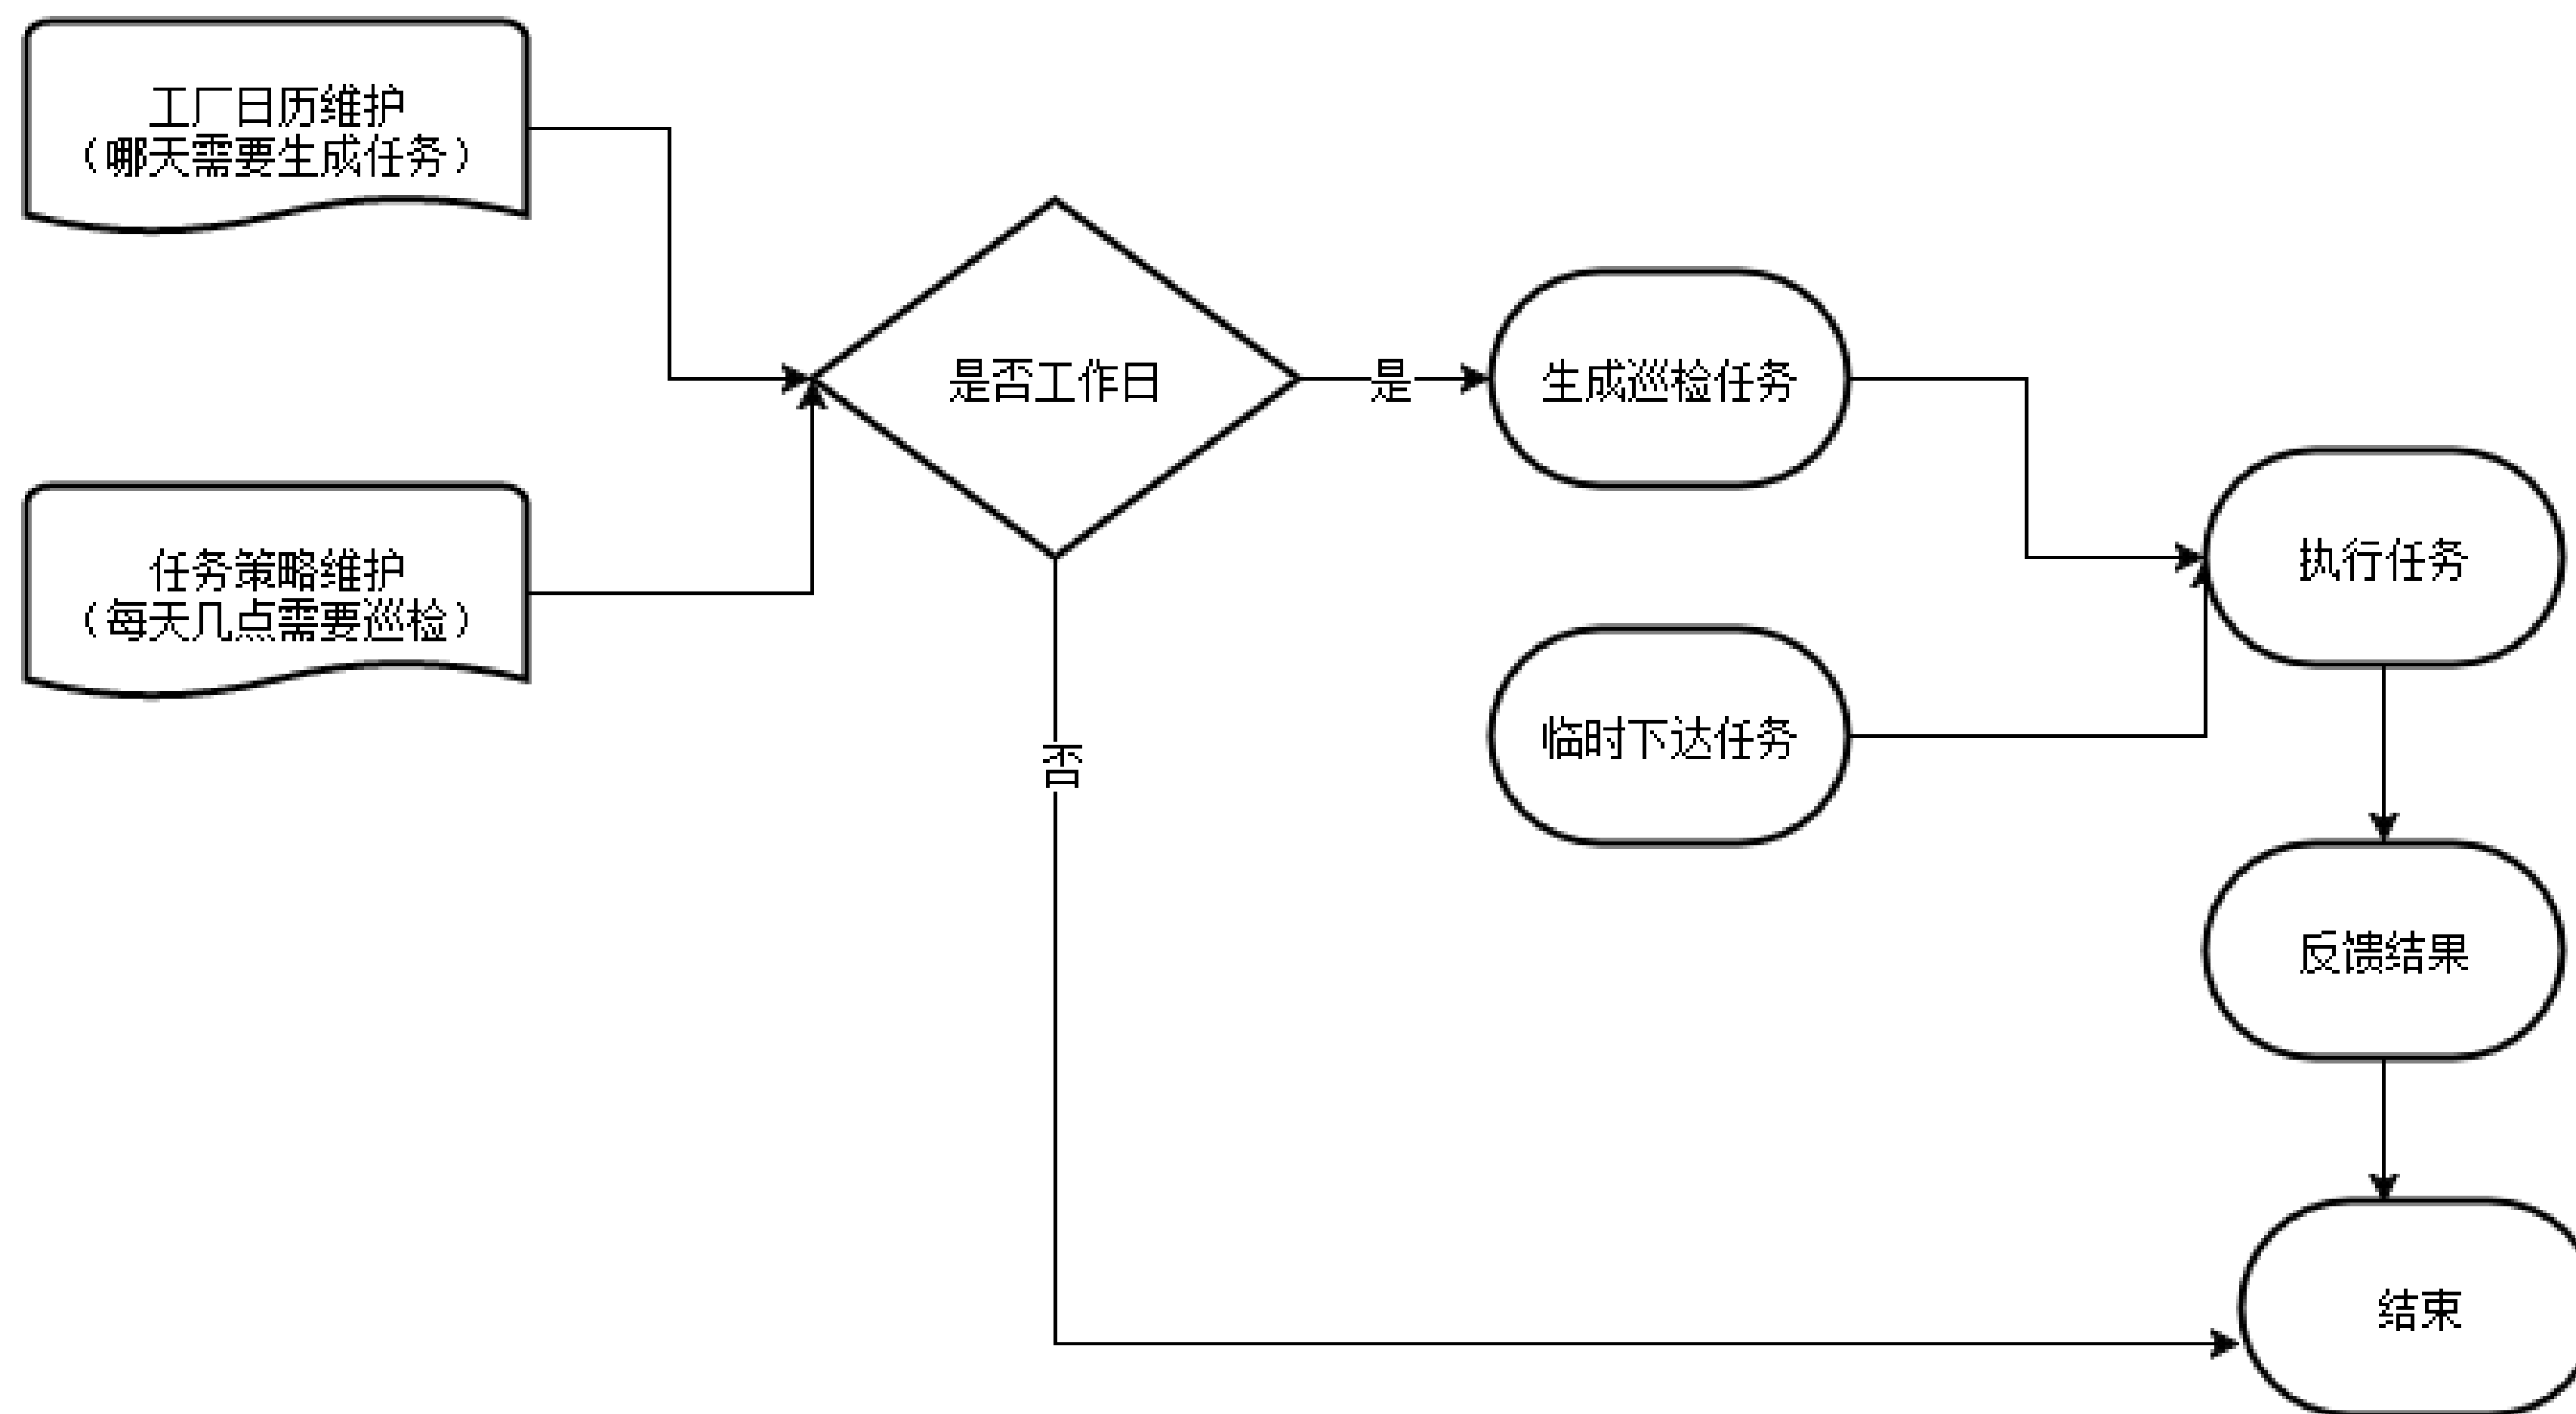 工厂日历维护
（哪天需要生成任务）
是否工作日
是
生成巡检任务
任务策略维护
（每天几点需要巡检）
执行任务
临时下达任务
否
反馈结果
结束